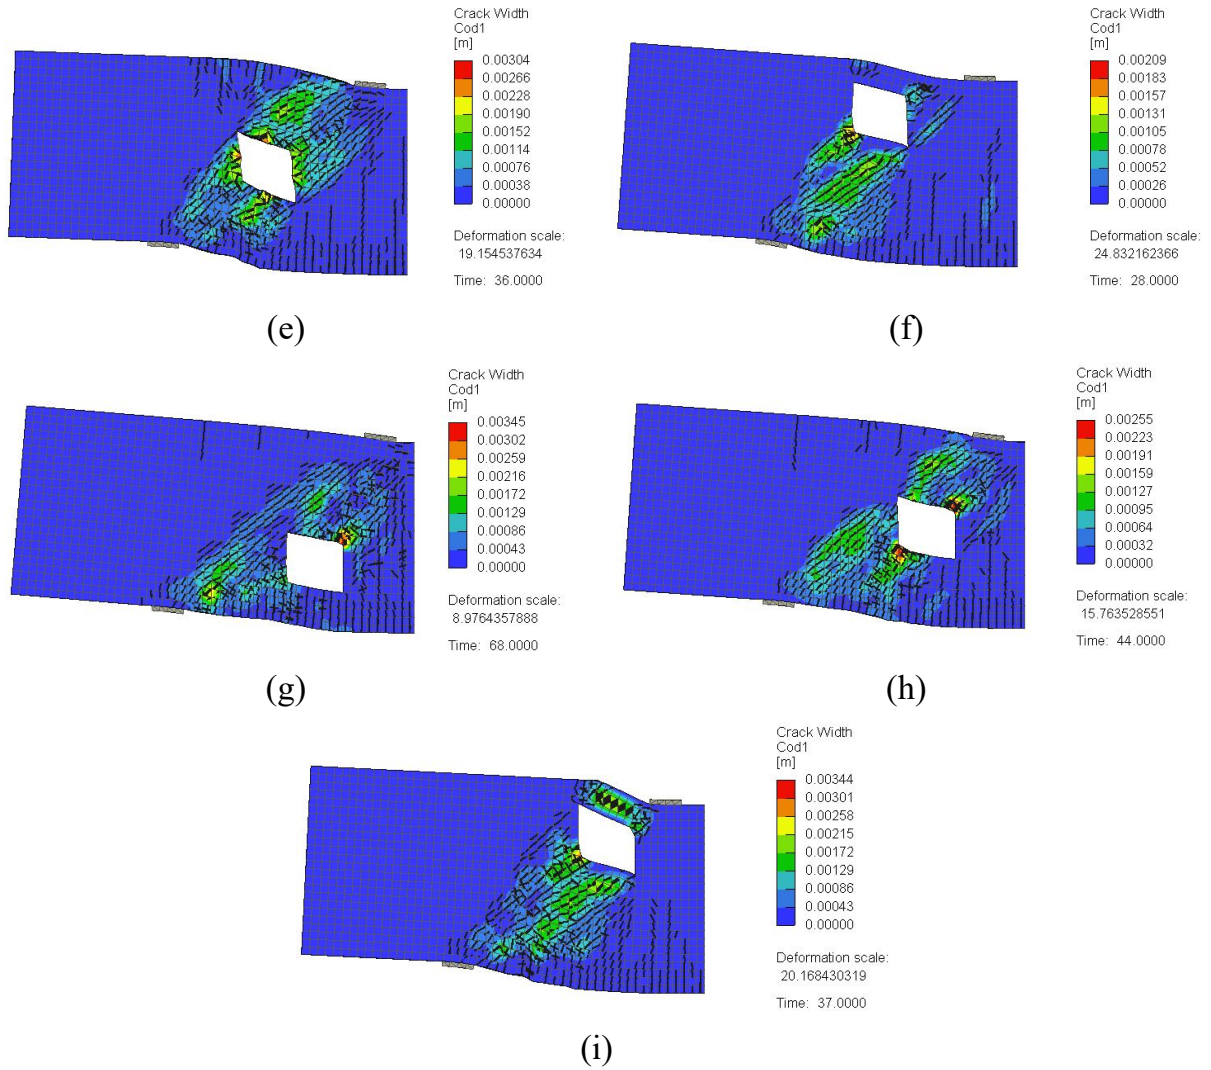 Crack Width
Cod1
[m]
0.00304
0.00266
0.00228
0.00190
0.00152
0.00114
0.00076
0.00038
0.00000
Deformation scale:
19.154537634
Time: 36.0000
(e)
Crack Width
Cod1
[m]
0.00209
0.00183
0.00157
0.00131
0.00105
0.00078
0.00052
0.00026
0.00000
Deformation scale:
24.832162366
Time: 28.0000
(f)
Crack Width
Cod1
[m]
0.00345
0.00302
0.00259
0.00216
0.00172
0.00129
0.00086
0.00043
0.00000
Deformation scale:
8.9764357888
Time: 68.0000
(g)
Crack Width
Cod1
[m]
0.00255
0.00223
0.00191
0.00159
0.00127
0.00095
0.00064
0.00032
0.00000
Deformation scale:
15.763528551
Time: 44.0000
(h)
Crack Width
Cod1
[m]
0.00344
0.00301
0.00258
0.00215
0.00172
0.00129
0.00086
0.00043
0.00000
Deformation scale:
20.168430319
Time: 37.0000
(i)